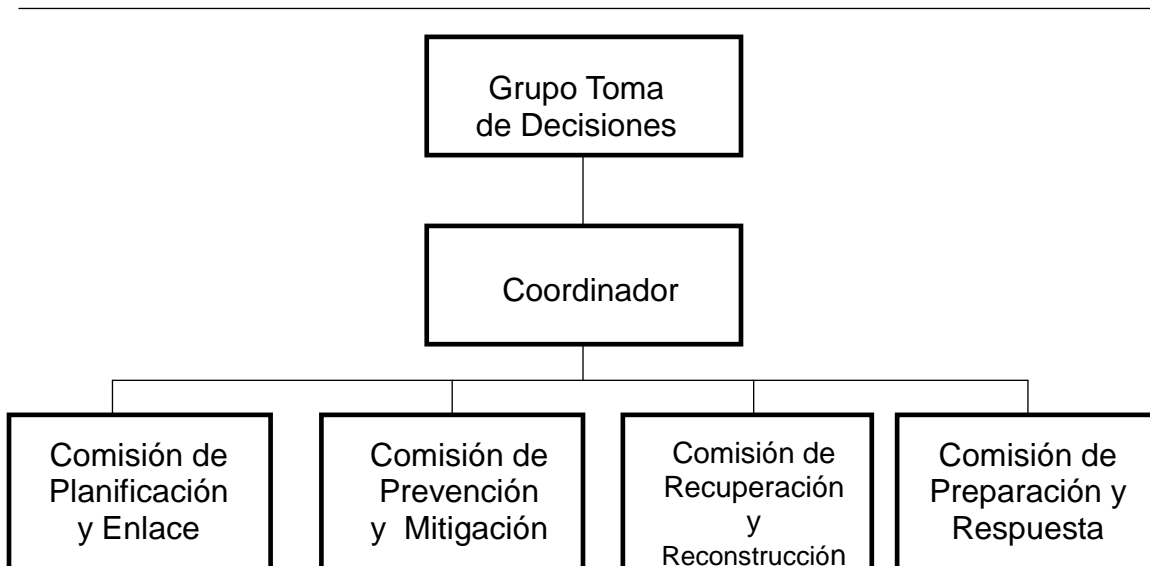 Grupo Toma
de Decisiones
Coordinador
Comisión de
Planificación
y Enlace
Comisión de
Prevención
y Mitigación
Comisión de
Recuperación
y
Reconstrucción
Comisión de
Preparación y
Respuesta